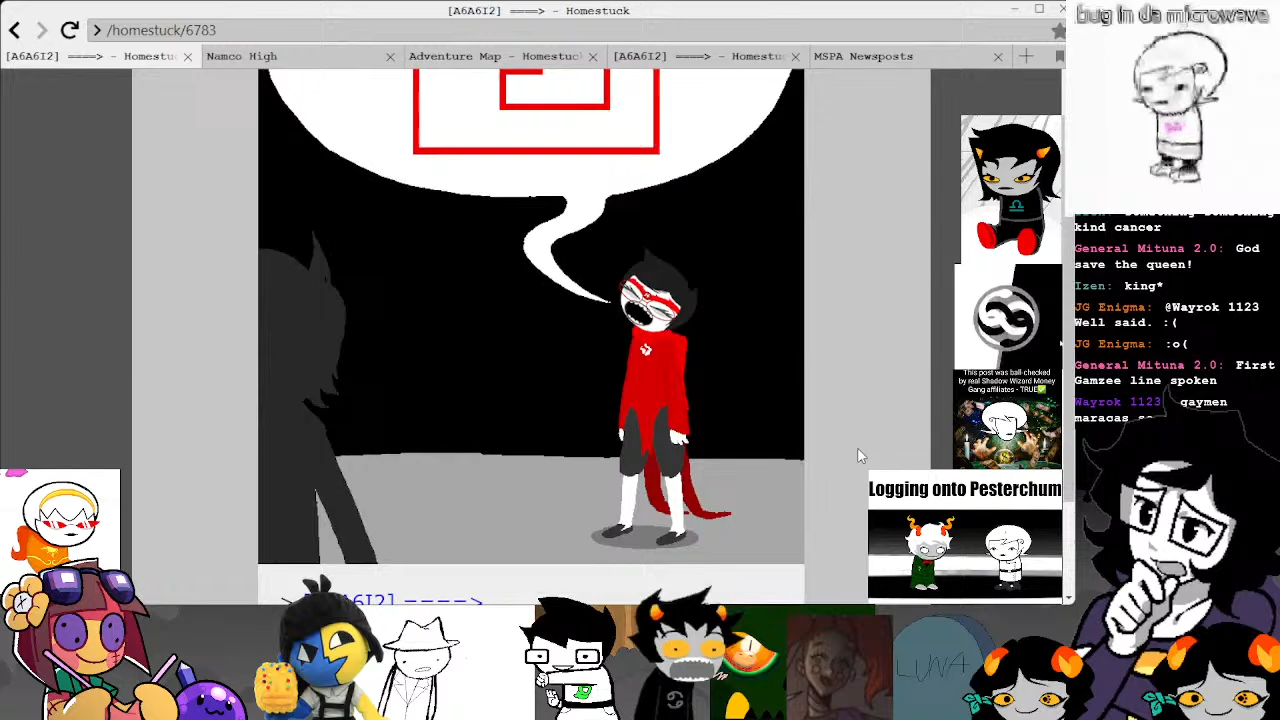 [A6A6I2] ====> - Homestuck
/homestuck/6783
[A6A6I2] ====> - Homestu
Namco High
Adventure Map - Homestuck
[A6A6I2] ====> - Homestu
MSPA Newsposts
bug in da microwave
kind cancer
General Mituna 2.0: God
save the queen!
Izen: king*
JG Enigma: @Wayrok 1123
Well said. :(
JG Enigma: :o(
General Mituna 2.0: First
Gamzee line spoken
Wayrok 1123 gaymen
maracas
This post was ball-checked
by real Shadow Wizard Money
Gang affiliates - TRUE✅
Logging onto Pesterchum
[A6A6I2] ====>
LUNA